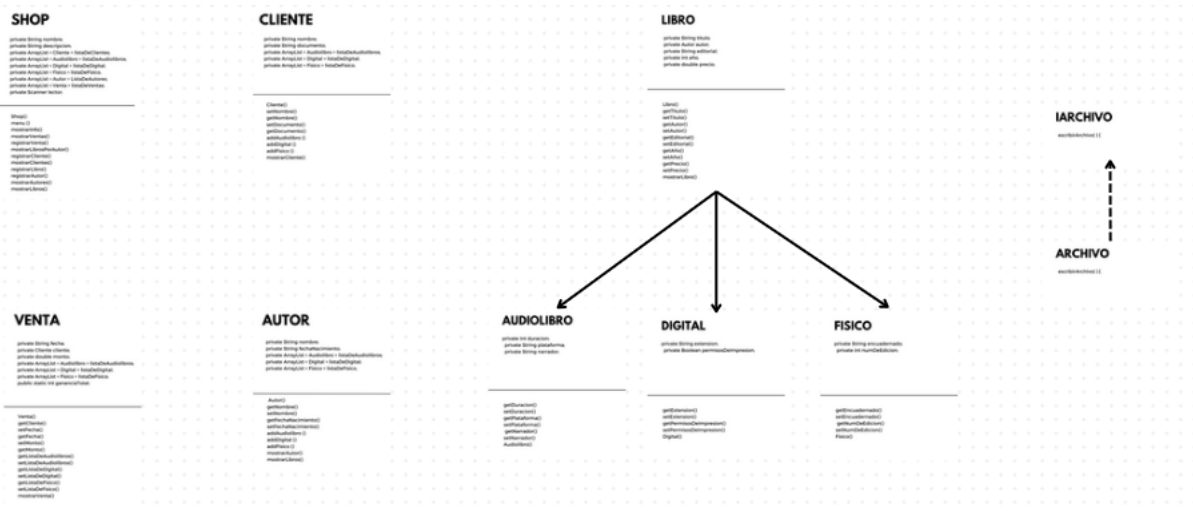 SHOP
private String nombre.
private String descripcion.
private ArrayList < Cliente > listaDeClientes.
private ArrayList < Audiolibro > listaDeAudiolibros.
private ArrayList < Digital > listaDeDigital.
private ArrayList < Fisico > listaDeFisico.
private ArrayList < Autor > ListaDeAutores.
private ArrayList < Venta > listaDeVentas.
private Scanner lector.
Shop()
menu ()
mostrarInfo()
mostrarVentas()
registrarVenta()
mostrarLibrosPorAutor()
registrarCliente()
mostrarClientes()
registrarLibro()
registrarAutor()
mostrarAutores()
mostrarLibros()
CLIENTE
private String nombre.
private String documento.
private ArrayList < Audiolibro > listaDeAudiolibros.
private ArrayList < Digital > listaDeDigital.
private ArrayList < Fisico > listaDeFisico.
Cliente()
setNombre()
getNombre()
setDocumento()
getDocumento()
addAudiolibro ()
addDigital ()
addFisico ()
mostrarCliente()
LIBRO
private String titulo.
private Autor autor.
private String editorial.
private int año.
private double precio.
Libro()
getTitulo()
setTitulo()
getAutor()
setAutor()
getEditorial()
setEditorial()
getAño()
setAño()
getPrecio()
setPrecio()
mostrarLibro()
IARCHIVO
escribirArchivo( ){
ARCHIVO
escribirArchivo( ){
VENTA
private String fecha.
private Cliente cliente.
private double monto.
private ArrayList < Audiolibro > listaDeAudiolibros.
private ArrayList < Digital > listaDeDigital.
private ArrayList < Fisico > listaDeFisico.
public static int gananciaTotal.
Venta()
getCliente()
setFecha()
getFecha()
setMonto()
getMonto()
getListaDeAudiolibros()
setListaDeAudiolibros()
getListaDeDigital()
setListaDeDigital()
getListaDeFisico()
setListaDeFisico()
mostrarVenta()
AUTOR
private String nombre.
private String fechaNacimiento.
private ArrayList < Audiolibro > listaDeAudiolibros.
private ArrayList < Digital > listaDeDigital.
private ArrayList < Fisico > listaDeFisico.
Autor()
getNombre()
setNombre()
getFechaNacimiento()
setFechaNacimiento()
addAudiolibro ()
addDigital ()
addFisico ()
mostrarAutor()
mostrarLibros()
AUDIOLIBRO
private int duracion.
private String plataforma.
private String narrador.
getDuracion()
setDuracion()
getPlataforma()
setPlataforma()
getNarrador()
setNarrador()
Audiolibro()
DIGITAL
private String extension.
private Boolean permisosDeImpresion.
getExtension()
setExtension()
getPermisosDeImpresion()
setPermisosDeImpresion()
Digital()
FISICO
private String encuadernado.
private int numDeEdicion.
getEncuadernado()
setEncuadernado()
getNumDeEdicion()
setNumDeEdicion()
Fisico()